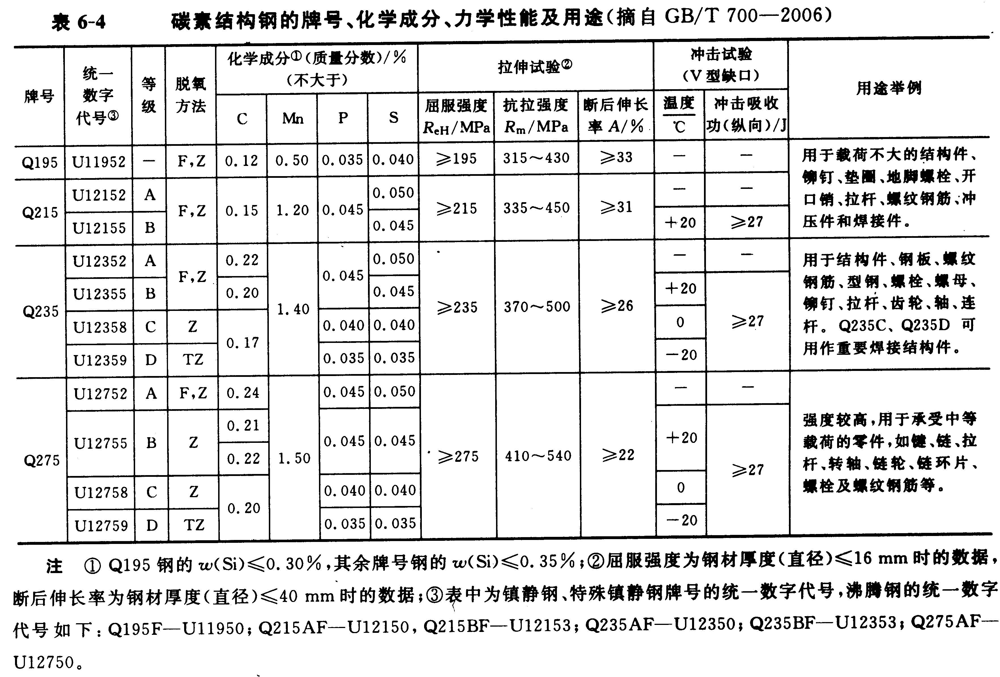 表 6-4 碳素结构钢的牌号、化学成分、力学性能及用途(摘自 GB/T 700—2006)
牌号 统一数字代号③ 等级 脱氧方法 化学成分①(质量分数)/%(不大于) 拉伸试验② 冲击试验(V 型缺口) 用途举例
C Mn P S 屈服强度 ReH/MPa 抗拉强度 Rm/MPa 断后伸长率 A/% 温度/℃ 冲击吸收功(纵向)/J
Q195 U11952 — F,Z 0.12 0.50 0.035 0.040 ≥195 315～430 ≥33 — —
Q215 U12152 A F,Z 0.15 1.20 0.045 0.050 ≥215 335～450 ≥31 — —
U12155 B 0.045 +20 ≥27
用于载荷不大的结构件、
铆钉、垫圈、地脚螺栓、开
口销、拉杆、螺纹钢筋、冲
压件和焊接件。
Q235 U12352 A F,Z 0.22 1.40 0.045 0.050 ≥235 370～500 ≥26 — —
U12355 B 0.20 0.045 +20 ≥27
U12358 C Z 0.17 0.040 0.040 0
U12359 D TZ 0.035 0.035 −20
用于结构件、钢板、螺纹
钢筋、型钢、螺栓、螺母、
铆钉、拉杆、齿轮、轴、连
杆。Q235C、Q235D 可
用作重要焊接结构件。
Q275 U12752 A F,Z 0.24 1.50 0.045 0.050 ≥275 410～540 ≥22 — —
U12755 B Z 0.21 0.045 0.045 +20 ≥27
0.22
U12758 C Z 0.20 0.040 0.040 0
U12759 D TZ 0.035 0.035 −20
强度较高,用于承受中等
载荷的零件,如键、链、拉
杆、转轴、链轮、链环片、
螺栓及螺纹钢筋等。
注 ① Q195 钢的 w(Si)≤0.30%,其余牌号钢的 w(Si)≤0.35%;②屈服强度为钢材厚度(直径)≤16 mm 时的数据,
断后伸长率为钢材厚度(直径)≤40 mm 时的数据;③表中为镇静钢、特殊镇静钢牌号的统一数字代号,沸腾钢的统一数字
代号如下:Q195F—U11950;Q215AF—U12150,Q215BF—U12153;Q235AF—U12350;Q235BF—U12353;Q275AF—
U12750。